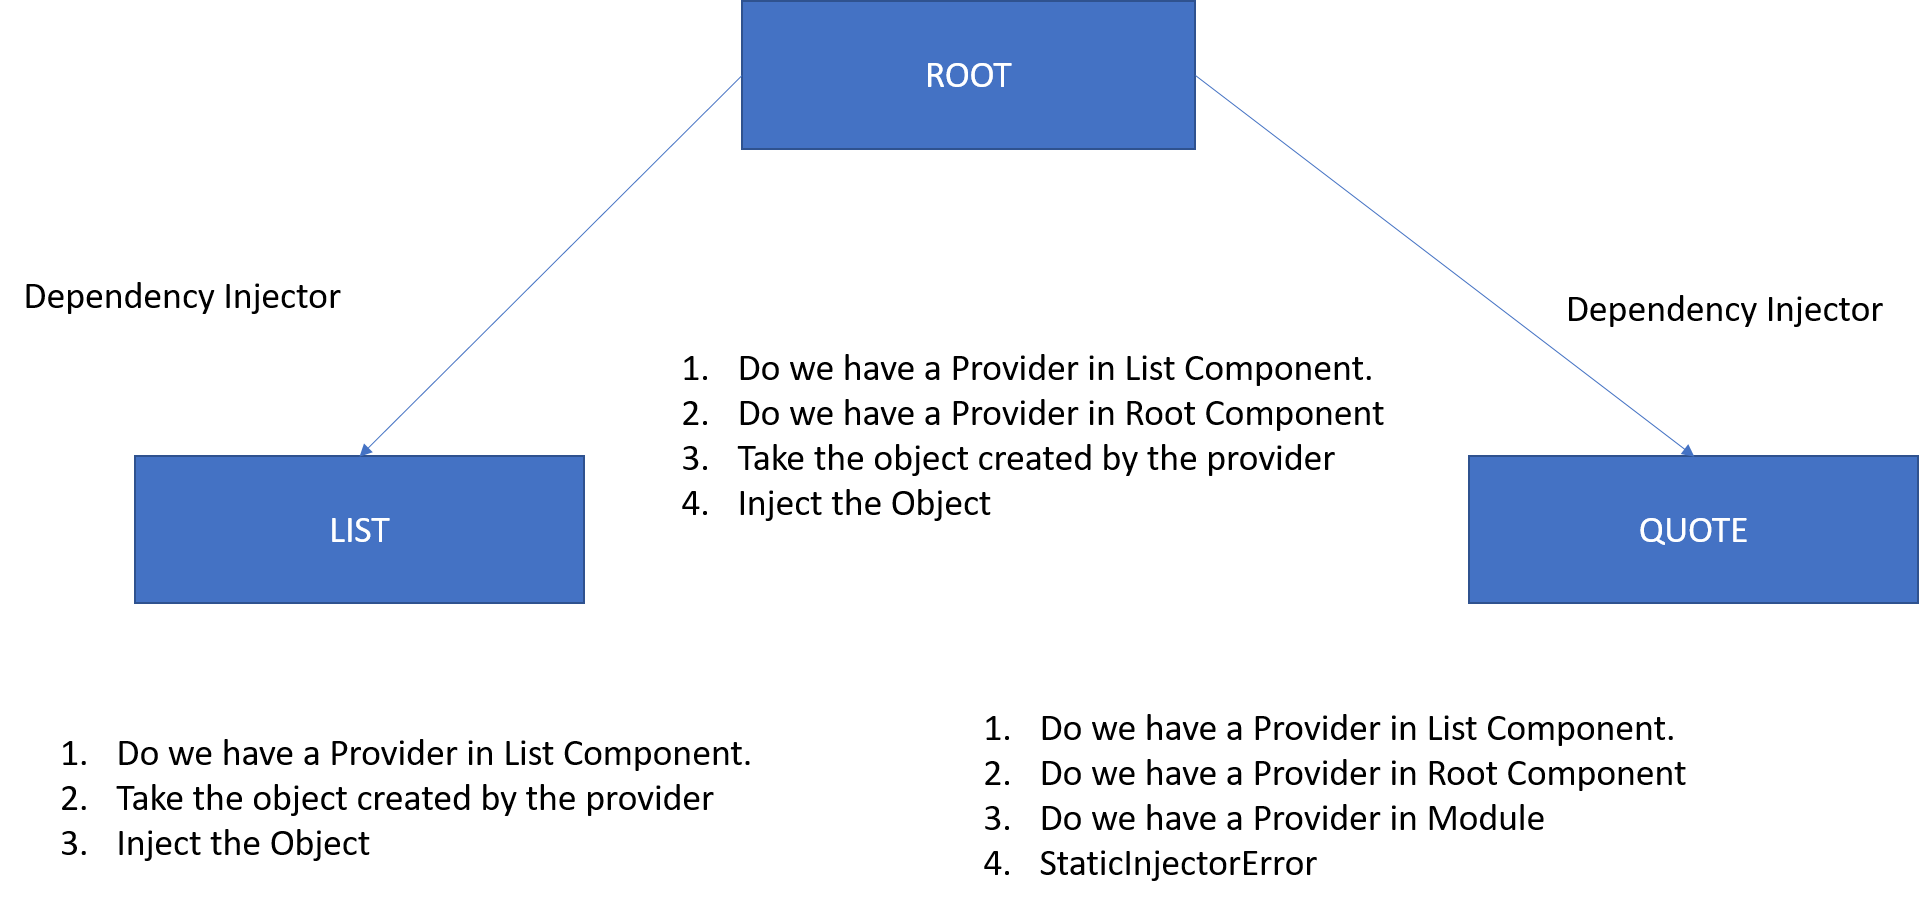 ROOT
Dependency Injector
Dependency Injector
1. Do we have a Provider in List Component.
2. Do we have a Provider in Root Component
3. Take the object created by the provider
4. Inject the Object
LIST
QUOTE
1. Do we have a Provider in List Component.
2. Take the object created by the provider
3. Inject the Object
1. Do we have a Provider in List Component.
2. Do we have a Provider in Root Component
3. Do we have a Provider in Module
4. StaticInjectorError